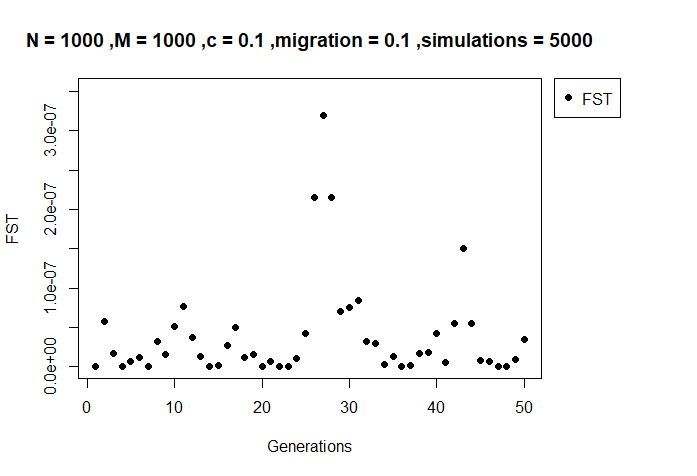 N = 1000 ,M = 1000 ,c = 0.1 ,migration = 0.1 ,simulations = 5000
FST
3.0e-07
2.0e-07
1.0e-07
0.0e+00
FST
0 10 20 30 40 50
Generations